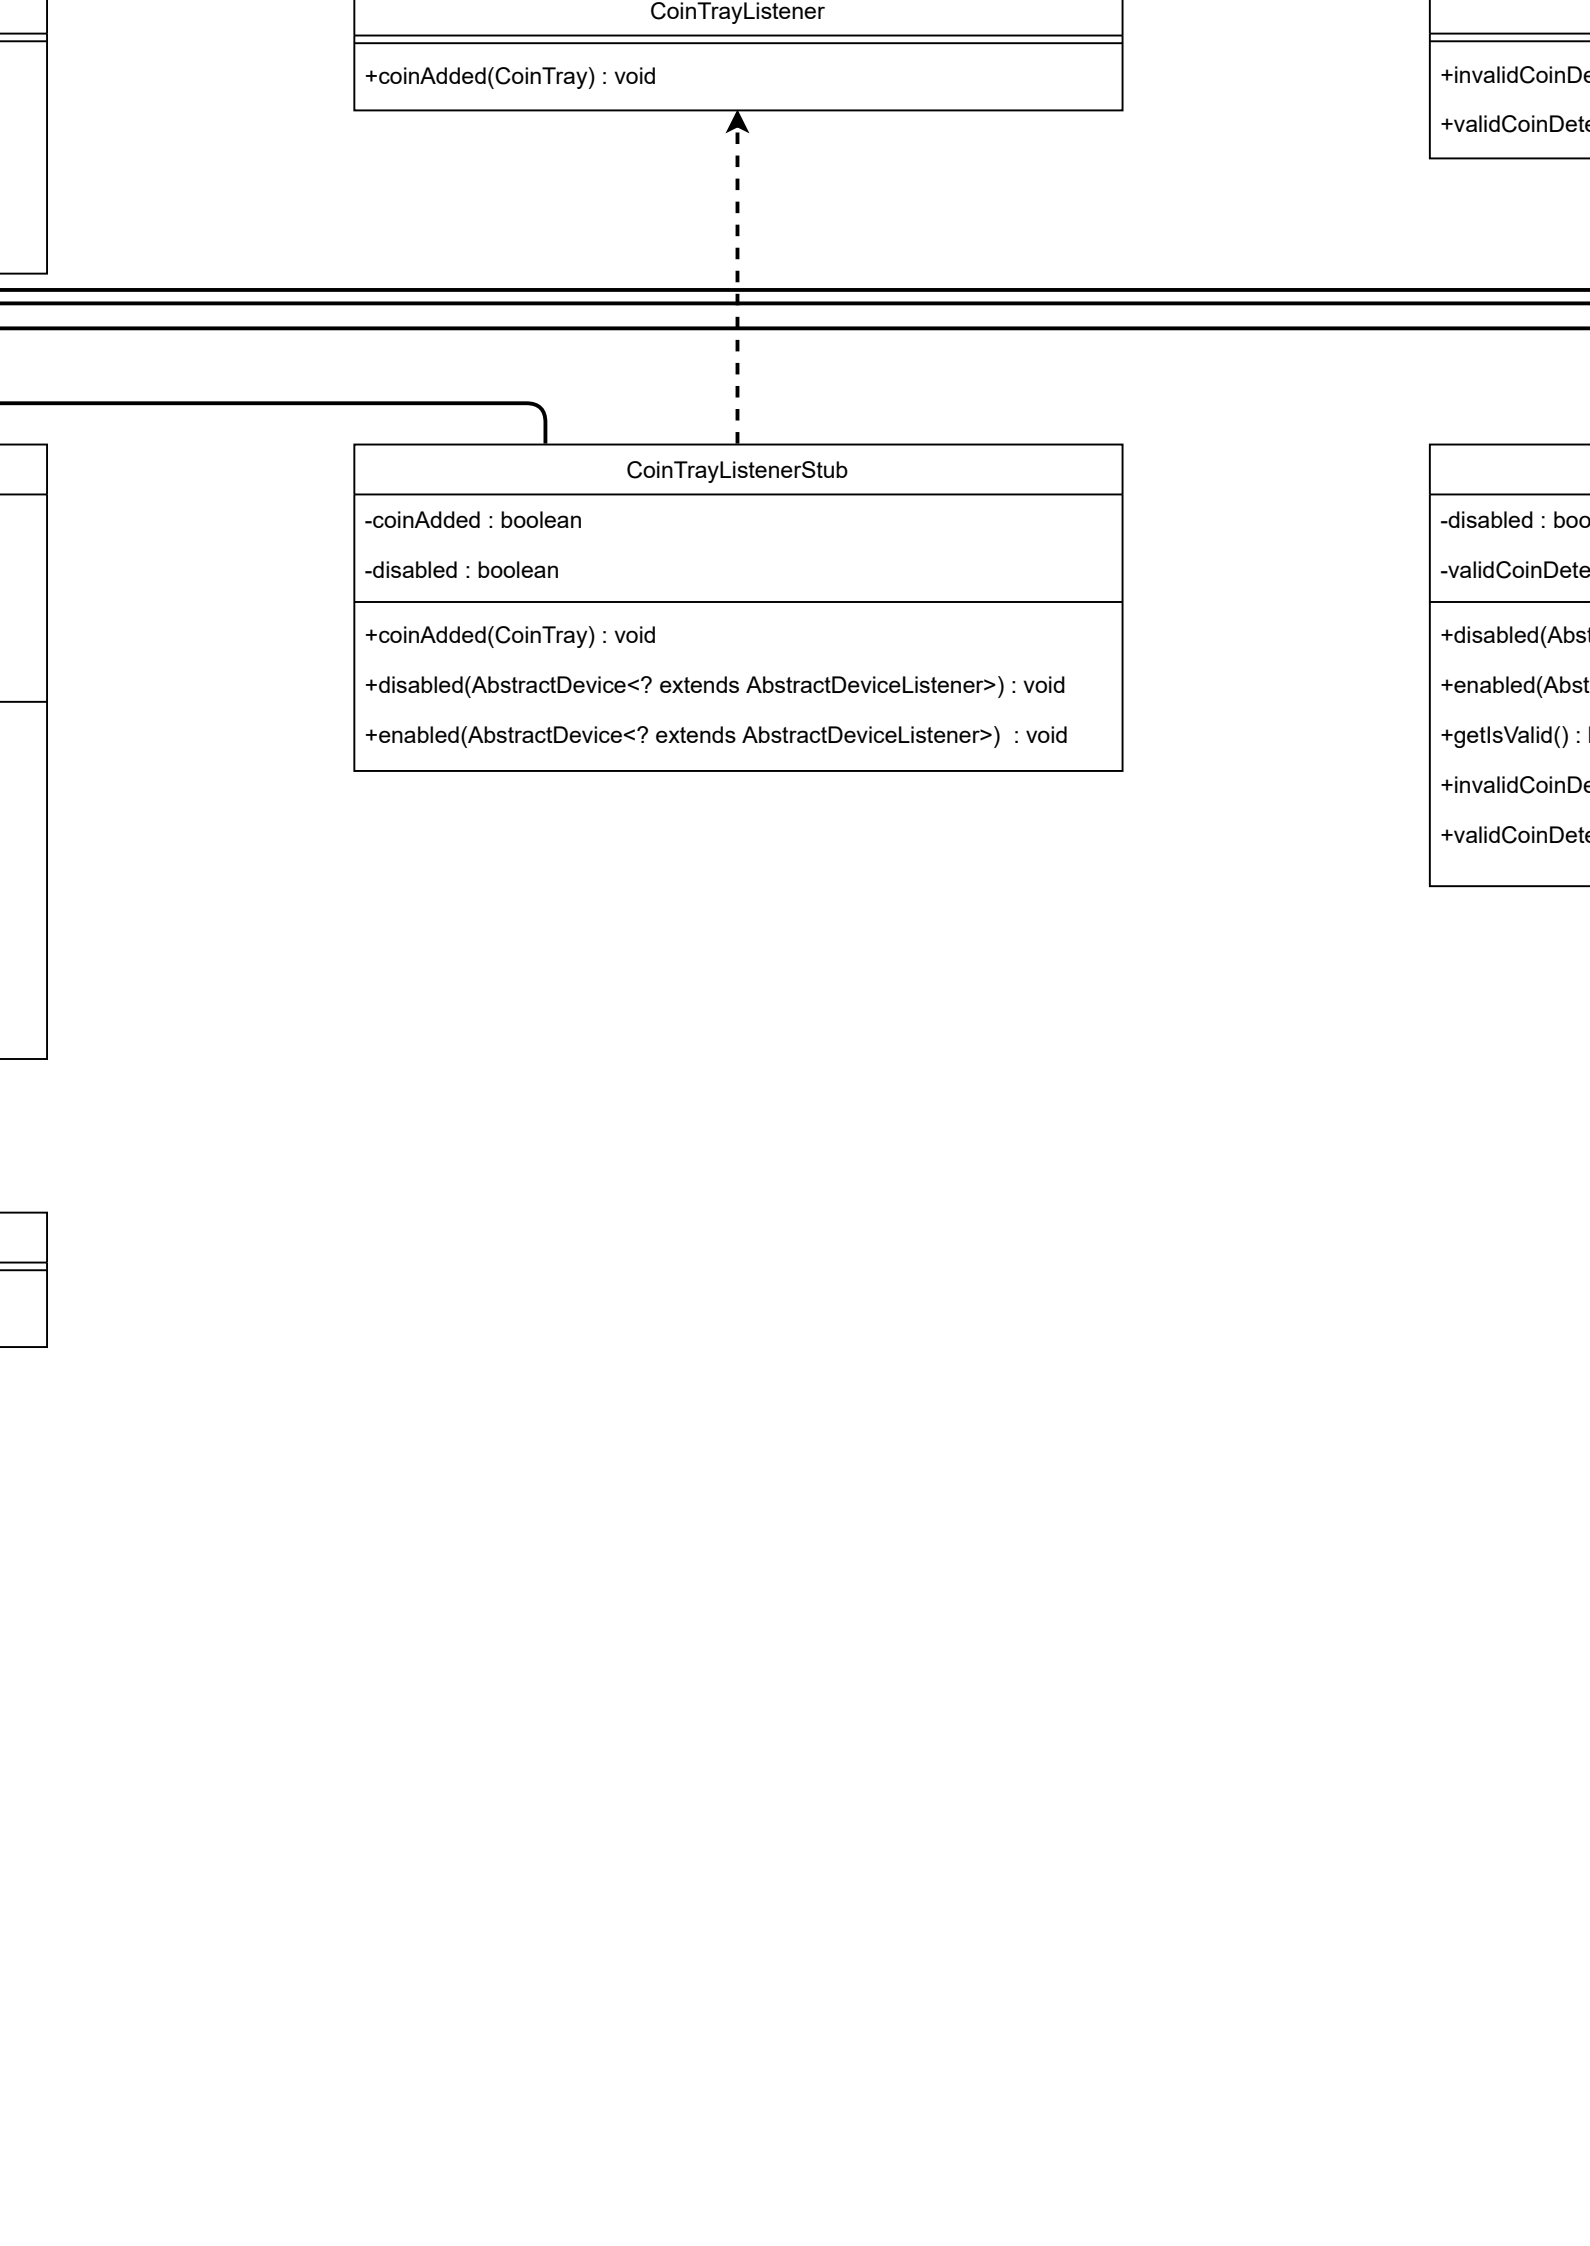 CoinTrayListener
+coinAdded(CoinTray) : void
CoinTrayListenerStub
-coinAdded : boolean
-disabled : boolean
+coinAdded(CoinTray) : void
+disabled(AbstractDevice<? extends AbstractDeviceListener>) : void
+enabled(AbstractDevice<? extends AbstractDeviceListener>)  : void
+invalidCoinDe
+validCoinDete
-disabled : boo
-validCoinDete
+disabled(Abst
+enabled(Abst
+getIsValid() :
+invalidCoinDe
+validCoinDete